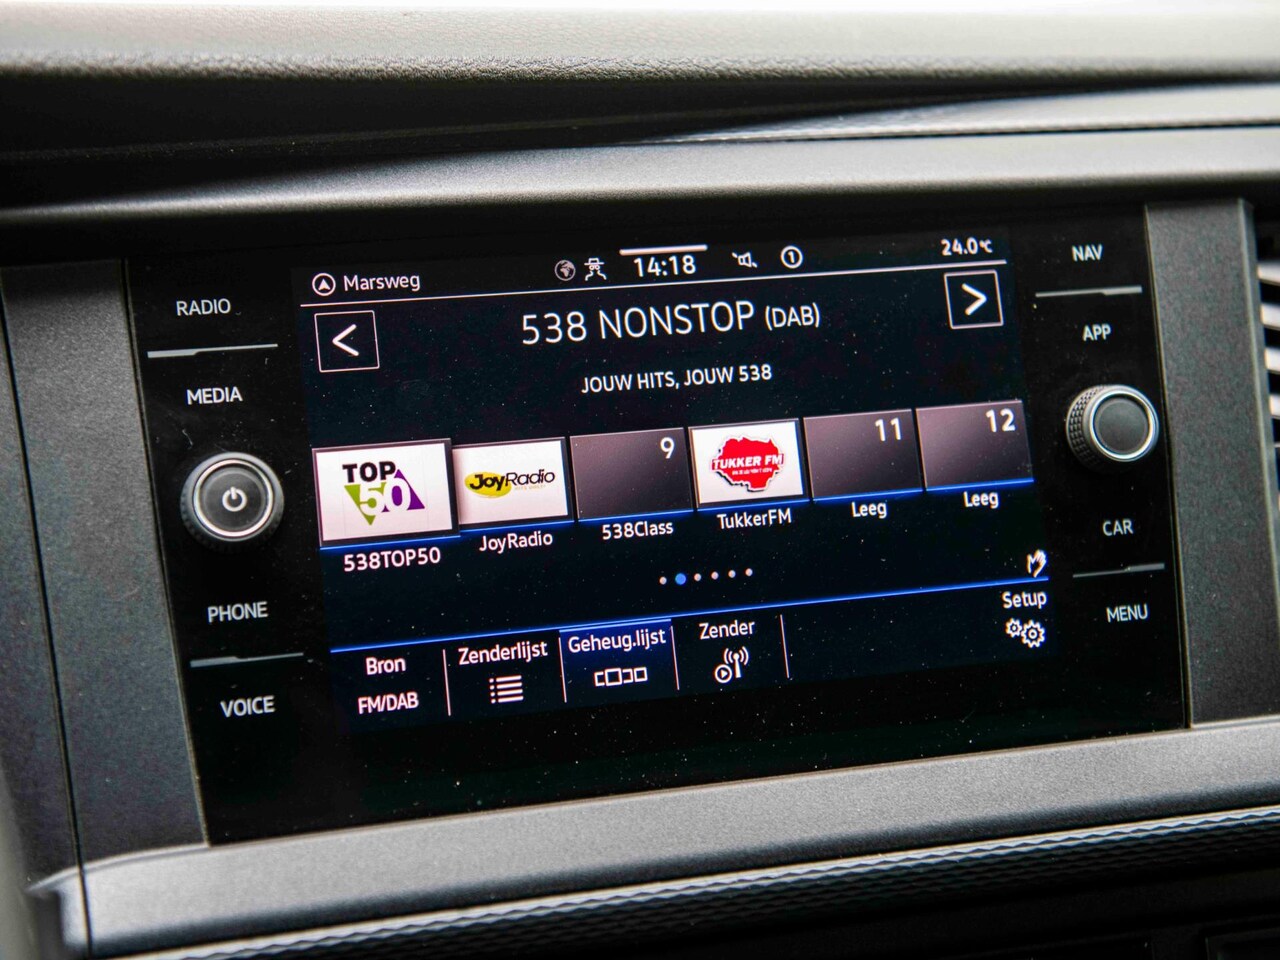 RADIO
MEDIA
PHONE
VOICE
Marsweg
14:18
1
24.0°C
538 NONSTOP (DAB)
JOUW HITS, JOUW 538
TOP
50
JoyRadio
9
TUKKER FM
11
12
538TOP50
JoyRadio
538Class
TukkerFM
Leeg
Leeg
Bron
FM/DAB
Zenderlijst
Geheug.lijst
Zender
Setup
NAV
APP
CAR
MENU